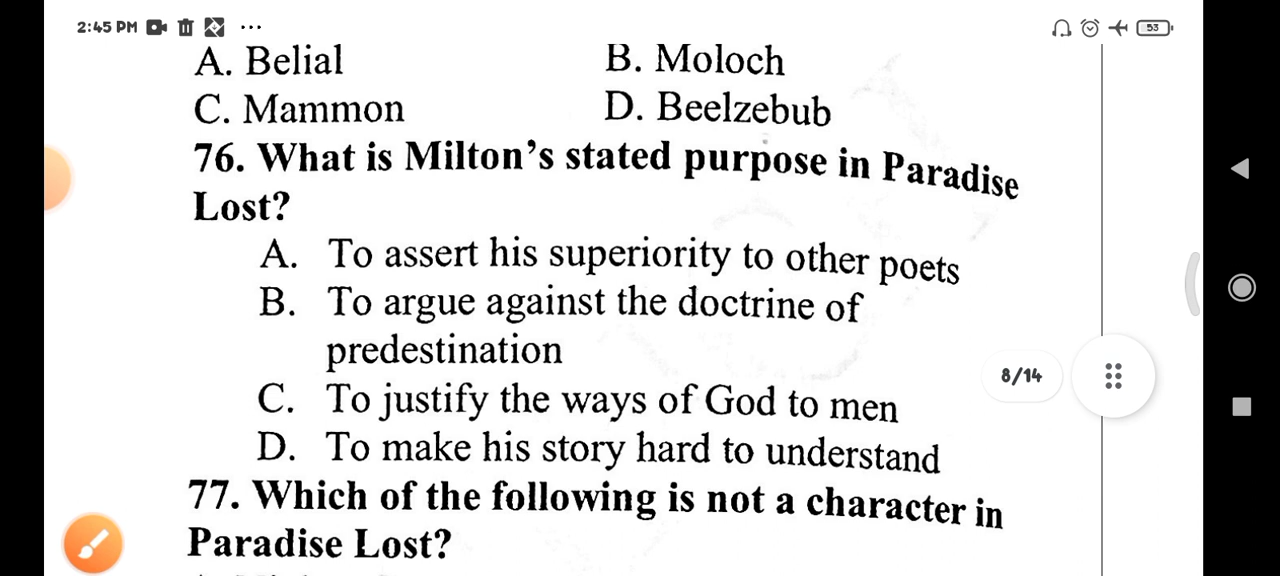 2:45 PM ... 53
A. Belial B. Moloch
C. Mammon D. Beelzebub
76. What is Milton’s stated purpose in Paradise
Lost?
A. To assert his superiority to other poets
B. To argue against the doctrine of
predestination
C. To justify the ways of God to men
8/14
D. To make his story hard to understand
77. Which of the following is not a character in
Paradise Lost?